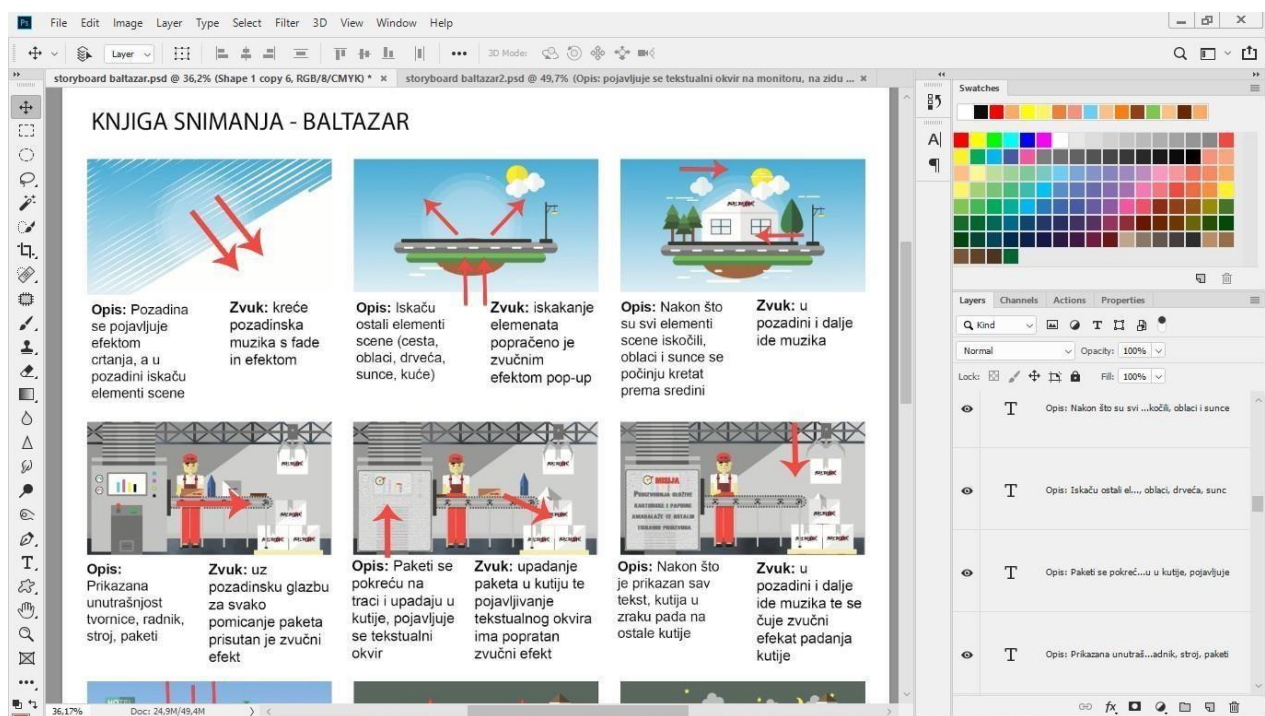 Ps File Edit Image Layer Type Select Filter 3D View Window Help
Layer
3D Mode:
storyboard baltazar.psd @ 36,2% (Shape 1 copy 6, RGB/8/CMYK) * ×
storyboard baltazar2.psd @ 49,7% (Opis: pojavljuje se tekstualni okvir na monitoru, na zidu ... ×
KNJIGA SNIMANJA - BALTAZAR
Opis: Pozadina
se pojavljuje
efektom
crtanja, a u
pozadini iskaču
elementi scene
Zvuk: kreće
pozadinska
muzika s fade
in efektom
Opis: Iskaču
ostali elementi
scene (cesta,
oblaci, drveća,
sunce, kuće)
Zvuk: iskakanje
elemenata
popraćeno je
zvučnim
efektom pop-up
Opis: Nakon što
su svi elementi
scene iskočili,
oblaci i sunce se
počinju kretat
prema sredini
Zvuk: u
pozadini i dalje
ide muzika
MISIJA
Opis:
Prikazana
unutrašnjost
tvornice, radnik,
stroj, paketi
Zvuk: uz
pozadinsku glazbu
za svako
pomicanje paketa
prisutan je zvučni
efekt
Opis: Paketi se
pokreću na
traci i upadaju u
kutije, pojavljuje
se tekstualni
okvir
Zvuk: upadanje
paketa u kutiju te
pojavljivanje
tekstualnog okvira
ima popratan
zvučni efekt
Opis: Nakon što
je prikazan sav
tekst, kutija u
zraku pada na
ostale kutije
Zvuk: u
pozadini i dalje
ide muzika te se
čuje zvučni
efekat padanja
kutije
36,17%
Doc: 24,9M/49,4M
Swatches
Layers Channels Actions Properties
Kind
Normal
Opacity: 100%
Lock:
Fill: 100%
Opis: Nakon što su svi ...kočili, oblaci i sunce
Opis: Iskaču ostali el..., oblaci, drveća, sunc
Opis: Paketi se pokreć...u u kutije, pojavljuje
Opis: Prikazana unutraš...adnik, stroj, paketi